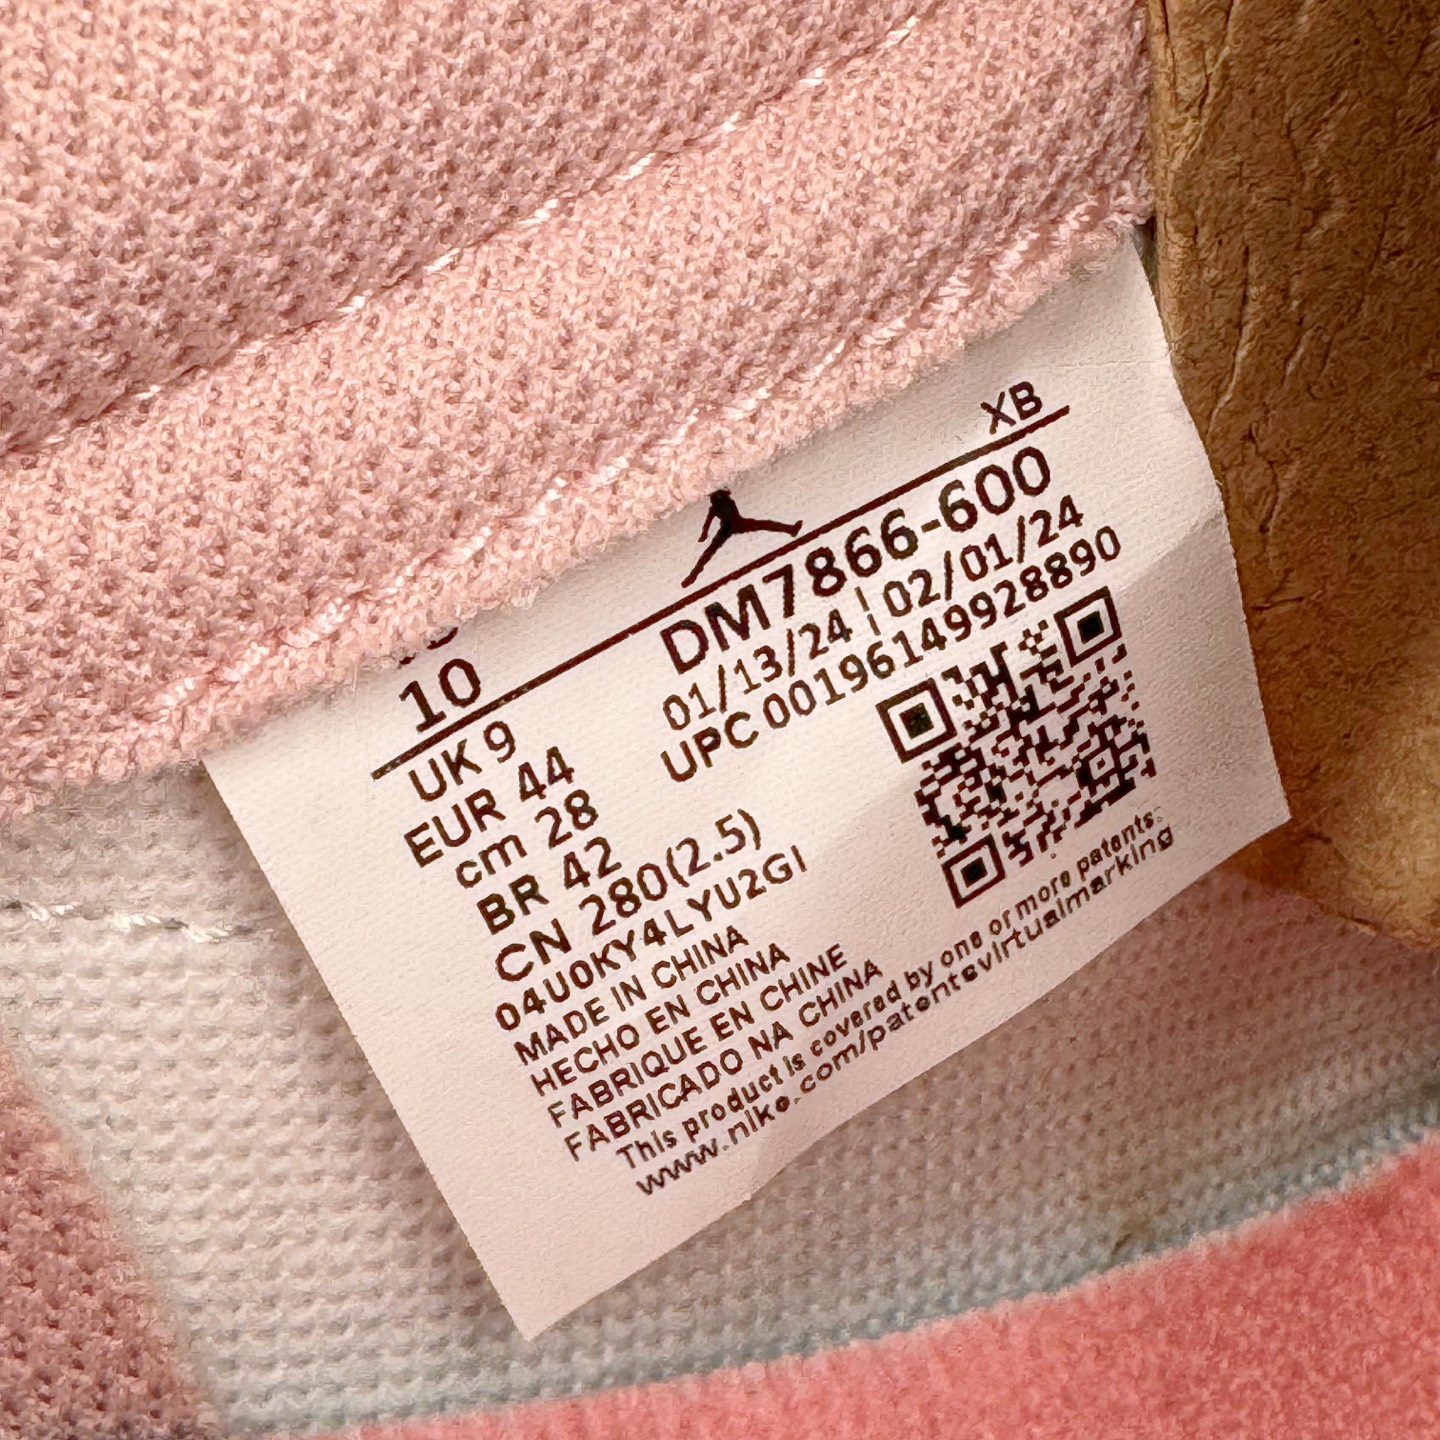 XB
10
DM7866-600
01/13/24 | 02/01/24
UPC 00196149928890
UK 9
EUR 44
cm 28
BR 42
CN 280(2.5)
04U0KY4LYU2GI
MADE IN CHINA
HECHO EN CHINA
FABRIQUE EN CHINE
FABRICADO NA CHINA
This product is covered by one or more patents.
www.nike.com/patentsvirtualmarking